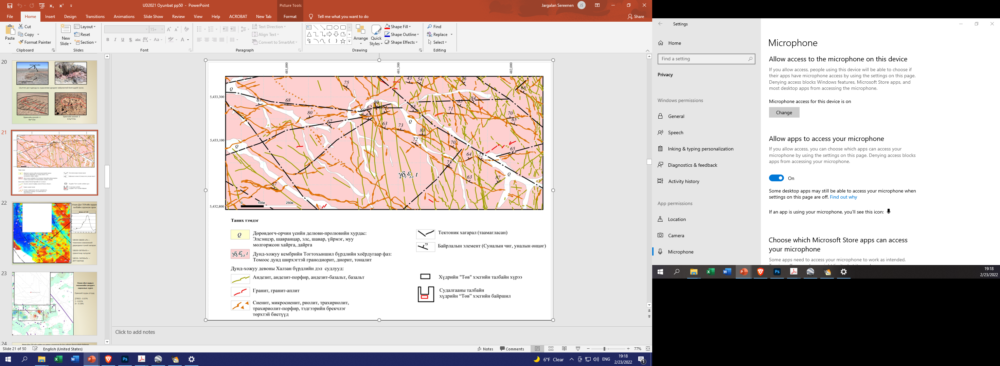 UD2021 Oyunbat pp50 - PowerPoint
Picture Tools
Jargalan Sereenen
JS
File
Home
Insert
Design
Transitions
Animations
Slide Show
Review
View
Help
ACROBAT
New Tab
Format
Tell me what you want to do
Share
Paste
Cut
Copy
Format Painter
Clipboard
New
Slide
Layout
Reset
Section
Slides
15+
Font
Text Direction
Align Text
Convert to SmartArt
Paragraph
Arrange
Quick
Styles
Shape Fill
Shape Outline
Shape Effects
Drawing
Find
Replace
Select
Editing
20
21
22
23
24
481,000
481,500
482,000
5,433,300
5,433,100
5,432,800
Q
75
43
54
76
68
67
68
80
80
62
65
71
63
84
70
65
67
63
73
83
72
70
65
64
73
63
87
67
Q
Q
Q
γδ₂Є₂₋₃ t
0
100м
250м
Таних тэмдэг
Q
Дөрөвдөгч-орчин үеийн делюви-пролювийн хурдас:
Элсэнцэр, шавранцар, элс, шавар, үйрмэг, муу
мөлгөржсөн хайрга, дайрга
γδ₂Є₂₋₃ t
Дунд-хожуу кембрийн Тогтохыншил бүрдлийн хоёрдугаар фаз:
Томоос дунд ширхэгтэй гранодиорит, диорит, тоналит
Дунд-хожуу девоны Халзан бүрдлийн дэл судлууд:
Андезит, андезит-порфир, андезит-базальт, базальт
Гранит, гранит-аплит
Сиенит, микросиенит, риолит, трахириолит,
трахириолит-порфир, тэдгээрийн брекчлэг
төрхтэй биетүүд
Тектоник хагарал (таамагласан)
75
Байрлалын элемент (Суналын чиг, уналын өнцөг)
Хүдрийн "Төв" хэсгийн талбайн хүрээ
Судалгааны талбайн
хүдрийн “Төв” хэсгийн байршил
Click to add notes
Slide 21 of 50
English (United States)
Notes
Comments
77%
6°F Clear
ENG
19:18
2/23/2022
1
Settings
Home
Find a setting
Privacy
Windows permissions
General
Speech
Inking & typing personalization
Diagnostics & feedback
Activity history
App permissions
Location
Camera
Microphone
Microphone
Allow access to the microphone on this device
If you allow access, people using this device will be able to choose if
their apps have microphone access by using the settings on this page.
Denying access blocks Windows features, Microsoft Store apps, and
most desktop apps from accessing the microphone.
Microphone access for this device is on
Change
Allow apps to access your microphone
If you allow access, you can choose which apps can access your
microphone by using the settings on this page. Denying access blocks
apps from accessing your microphone.
On
Some desktop apps may still be able to access your microphone when
settings on this page are off. Find out why
If an app is using your microphone, you'll see this icon:
Choose which Microsoft Store apps can access
your microphone
Some apps need to access your microphone to work as intended.
19:18
2/23/2022